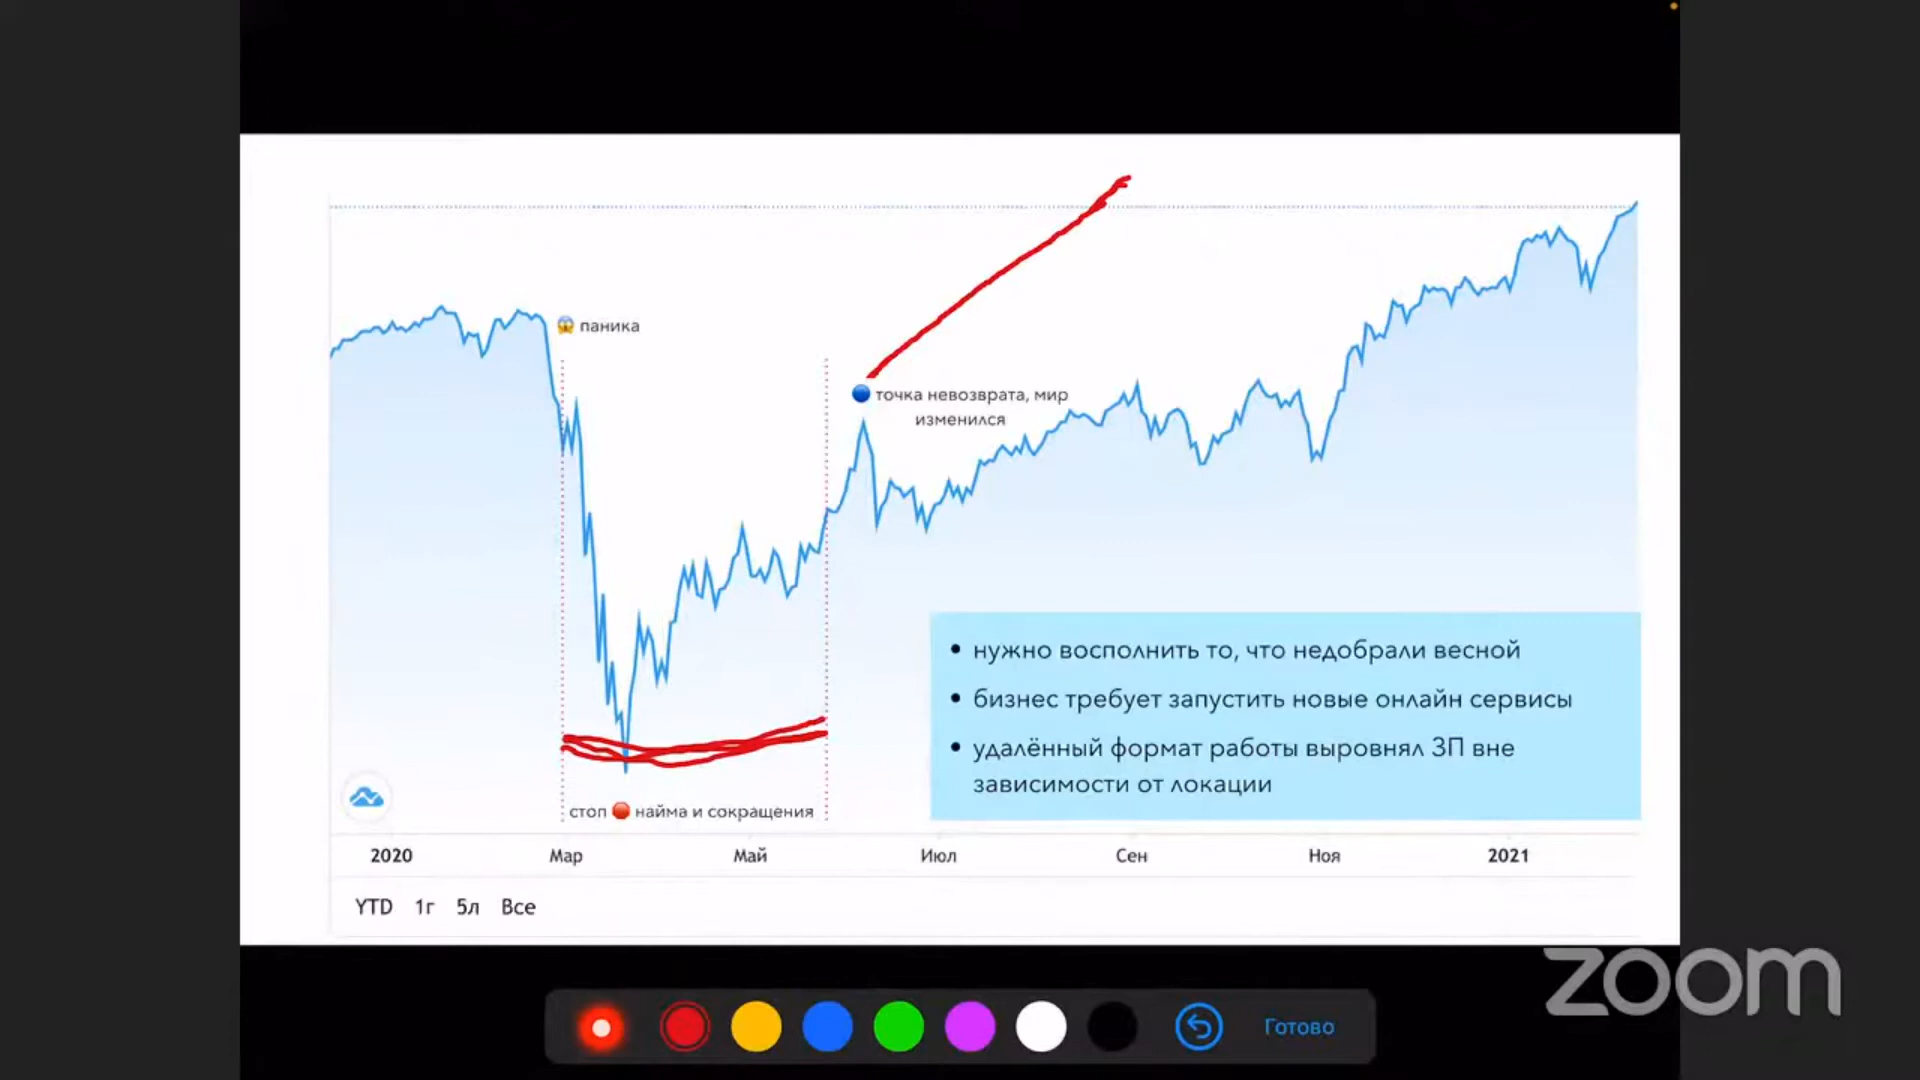 😱 паника
🔵 точка невозврата, мир
изменился
• нужно восполнить то, что недобрали весной
• бизнес требует запустить новые онлайн сервисы
• удалённый формат работы выровнял ЗП вне
зависимости от локации
стоп 🛑 найма и сокращения
2020 Мар Май Июл Сен Ноя 2021
YTD 1г 5л Все
zoom
Готово